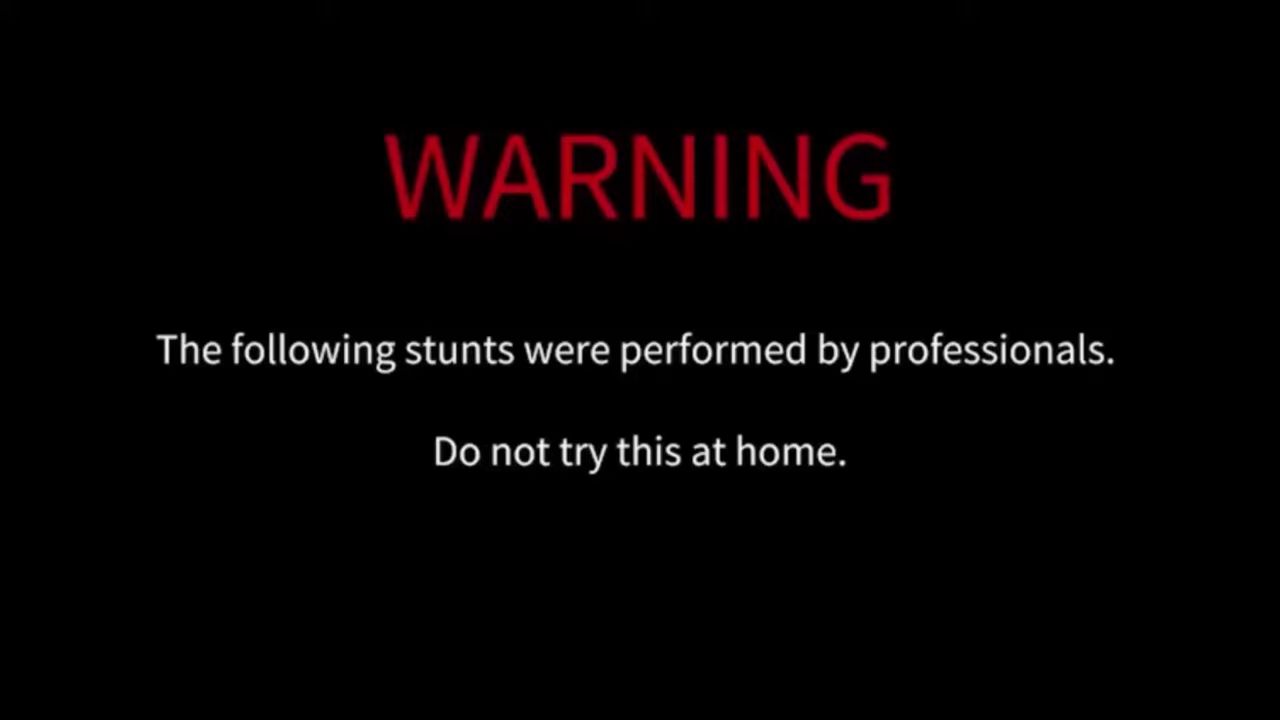 WARNING
The following stunts were performed by professionals.
Do not try this at home.